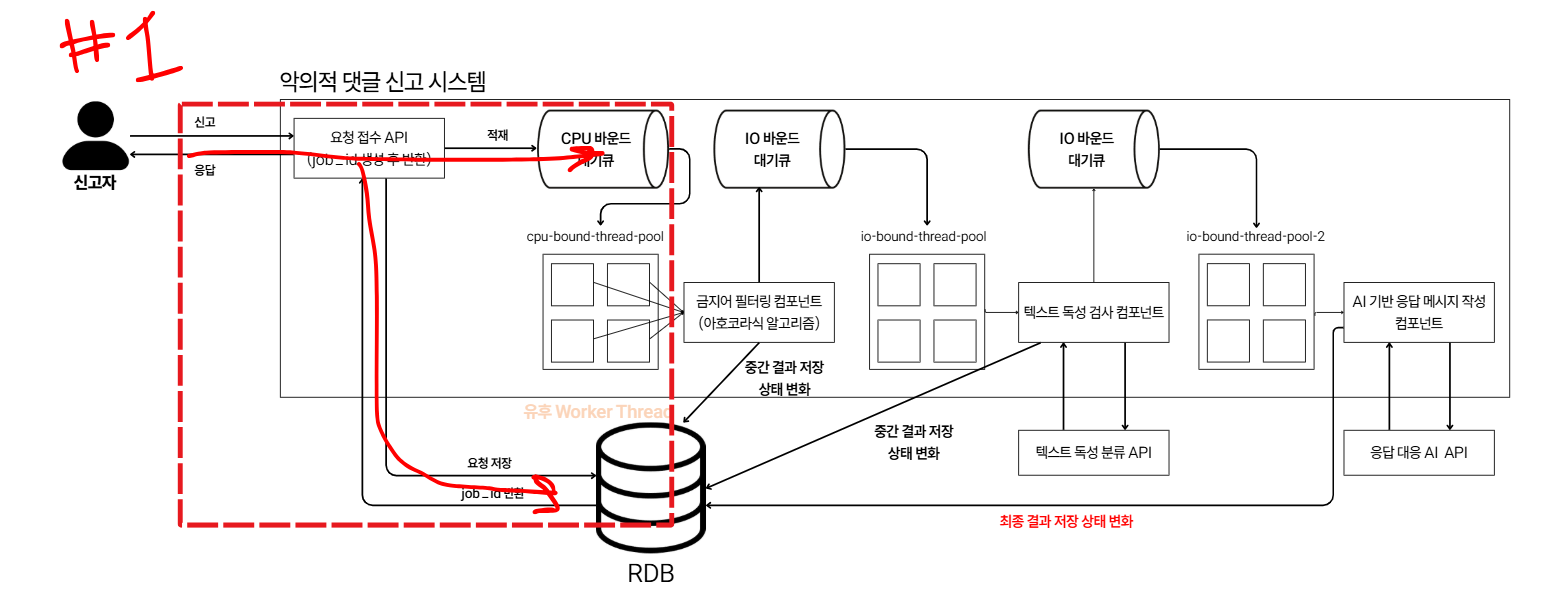 #1
악의적 댓글 신고 시스템
신고
응답
신고자
요청 접수 API
(job_id 생성 후 반환)
적재
CPU 바운드
대기큐
IO 바운드
대기큐
IO 바운드
대기큐
cpu-bound-thread-pool
io-bound-thread-pool
io-bound-thread-pool-2
금지어 필터링 컴포넌트
(아호코라식 알고리즘)
텍스트 독성 검사 컴포넌트
AI 기반 응답 메시지 작성
컴포넌트
중간 결과 저장
상태 변화
유후 Worker Thread
중간 결과 저장
상태 변화
텍스트 독성 분류 API
응답 대응 AI API
요청 저장
job_id 반환
최종 결과 저장 상태 변화
RDB